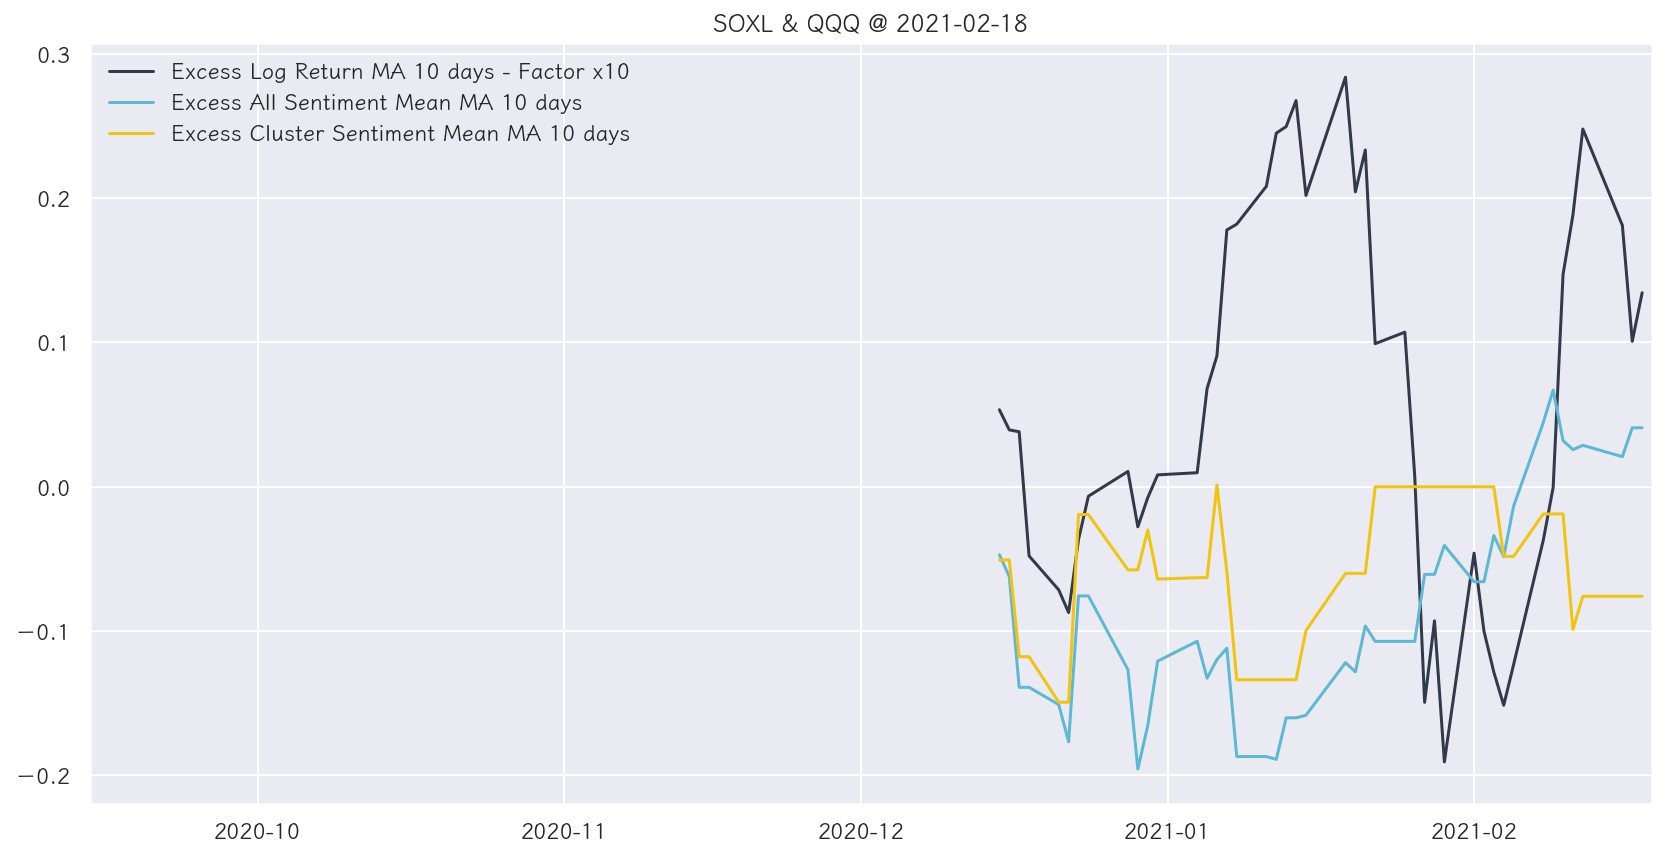 SOXL & QQQ @ 2021-02-18
Excess Log Return MA 10 days - Factor x10
Excess All Sentiment Mean MA 10 days
Excess Cluster Sentiment Mean MA 10 days
0.3
0.2
0.1
0.0
−0.1
−0.2
2020-10 2020-11 2020-12 2021-01 2021-02